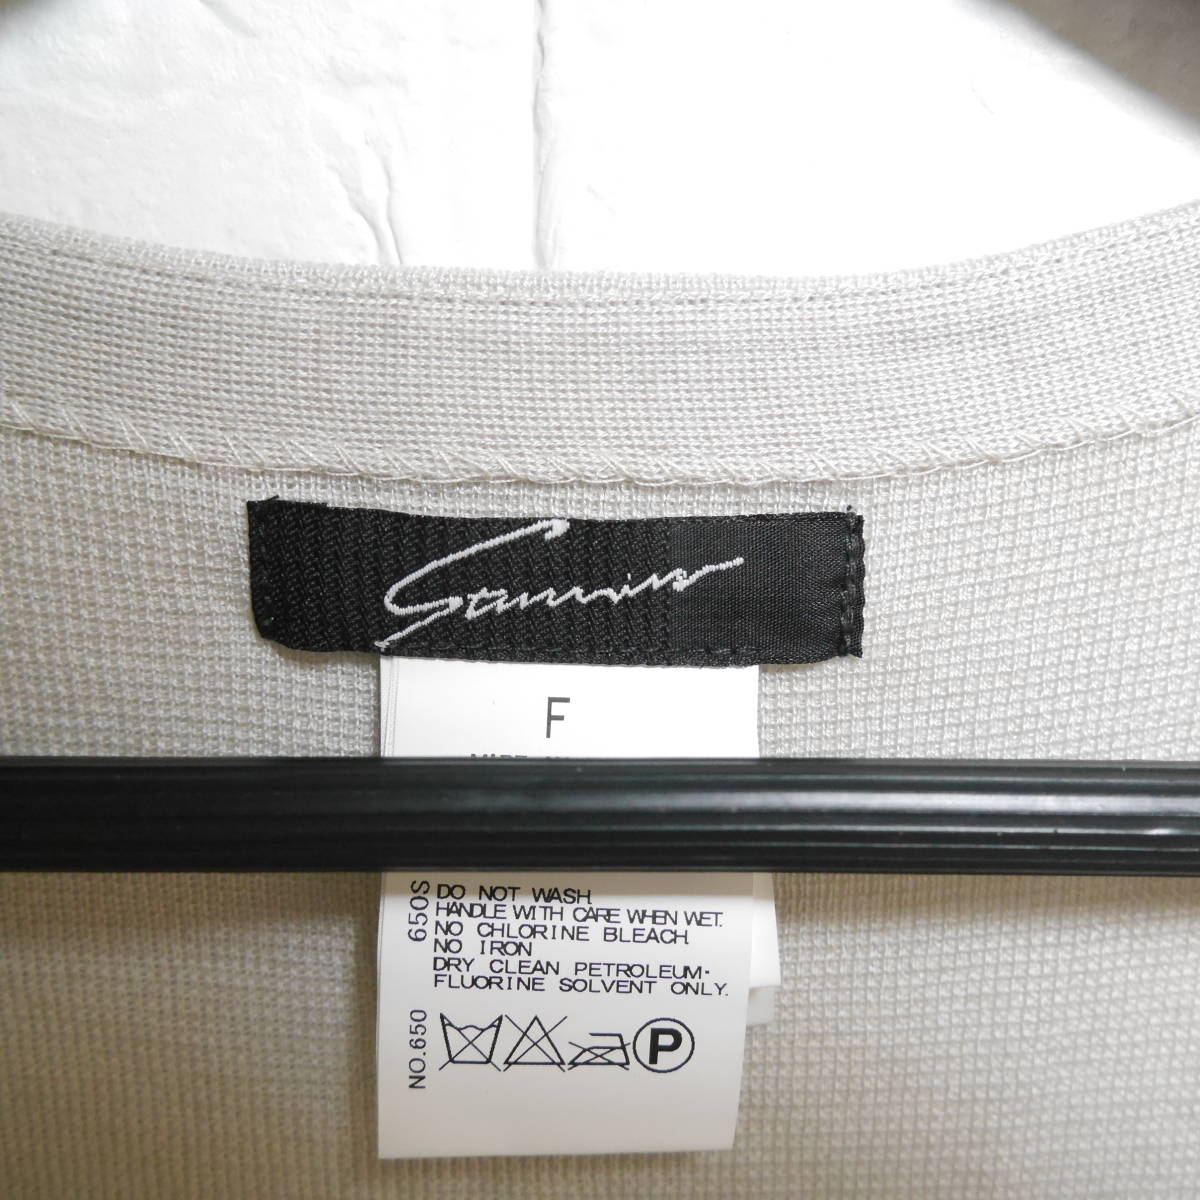 F
650S
DO NOT WASH.
HANDLE WITH CARE WHEN WET.
NO CHLORINE BLEACH.
NO IRON
DRY CLEAN PETROLEUM·
FLUORINE SOLVENT ONLY.
NO.650
P